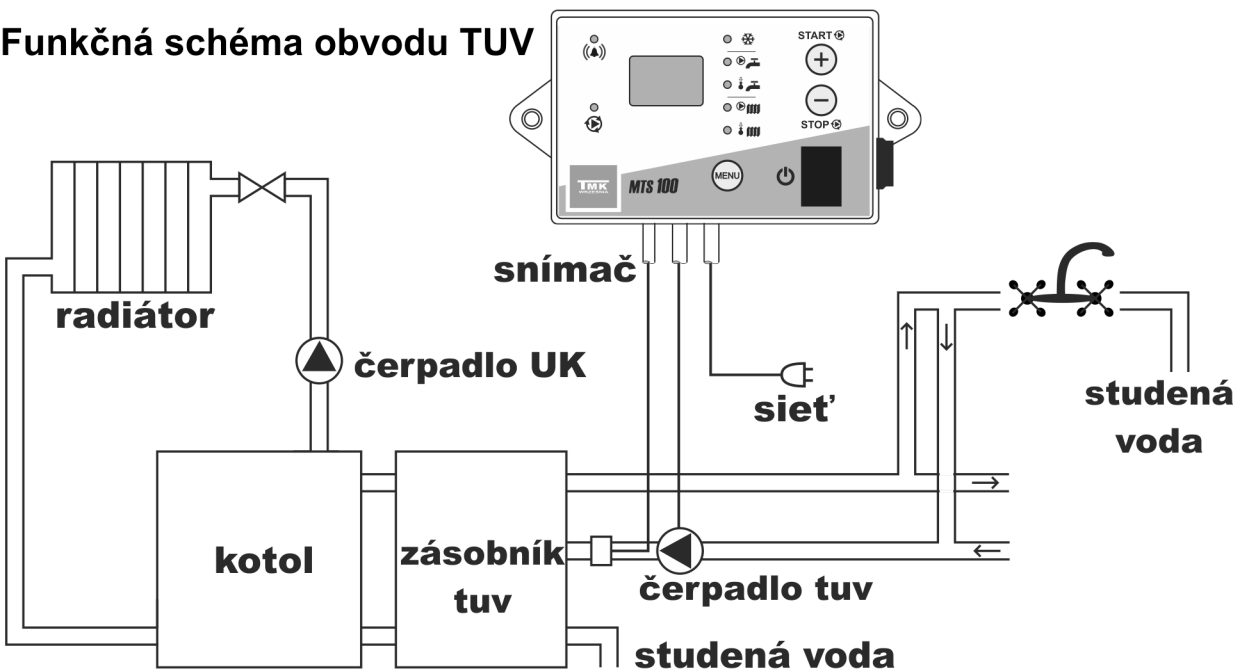 Funkčná schéma obvodu TUV
START
STOP
TMK
WRZEŚNIA
MTS 100
MENU
snímač
radiátor
čerpadlo UK
sieť
studená
voda
kotol
zásobník
tuv
čerpadlo tuv
studená voda